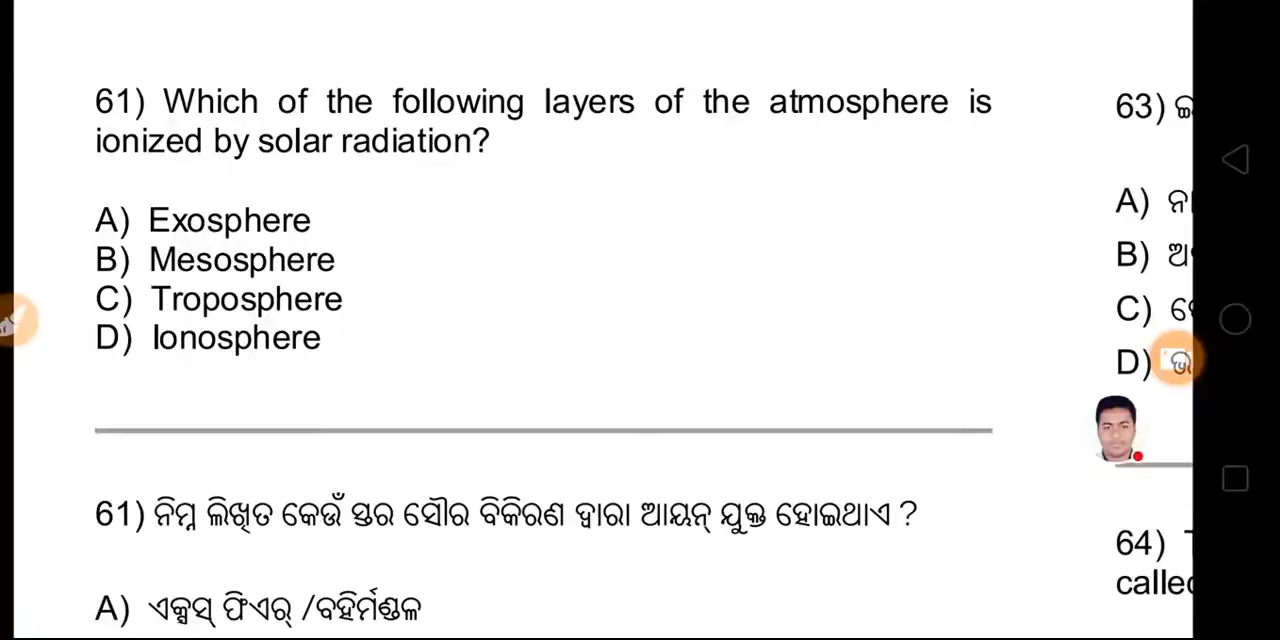 61) Which of the following layers of the atmosphere is
ionized by solar radiation?
A) Exosphere
B) Mesosphere
C) Troposphere
D) Ionosphere
61) ନିମ୍ନ ଲିଖିତ କେଉଁ ସ୍ତର ସୌର ବିକିରଣ ଦ୍ୱାରା ଆୟନ୍ ଯୁକ୍ତ ହୋଇଥାଏ ?
A) ଏକ୍ସସ୍ ଫିଏର୍ /ବହିର୍ମଣ୍ଡଳ
63)
A)
B)
C)
D)
64)
called